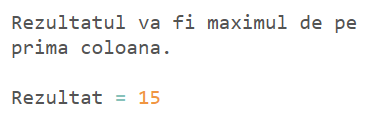 Rezultatul va fi maximul de pe
prima coloana.
Rezultat = 15